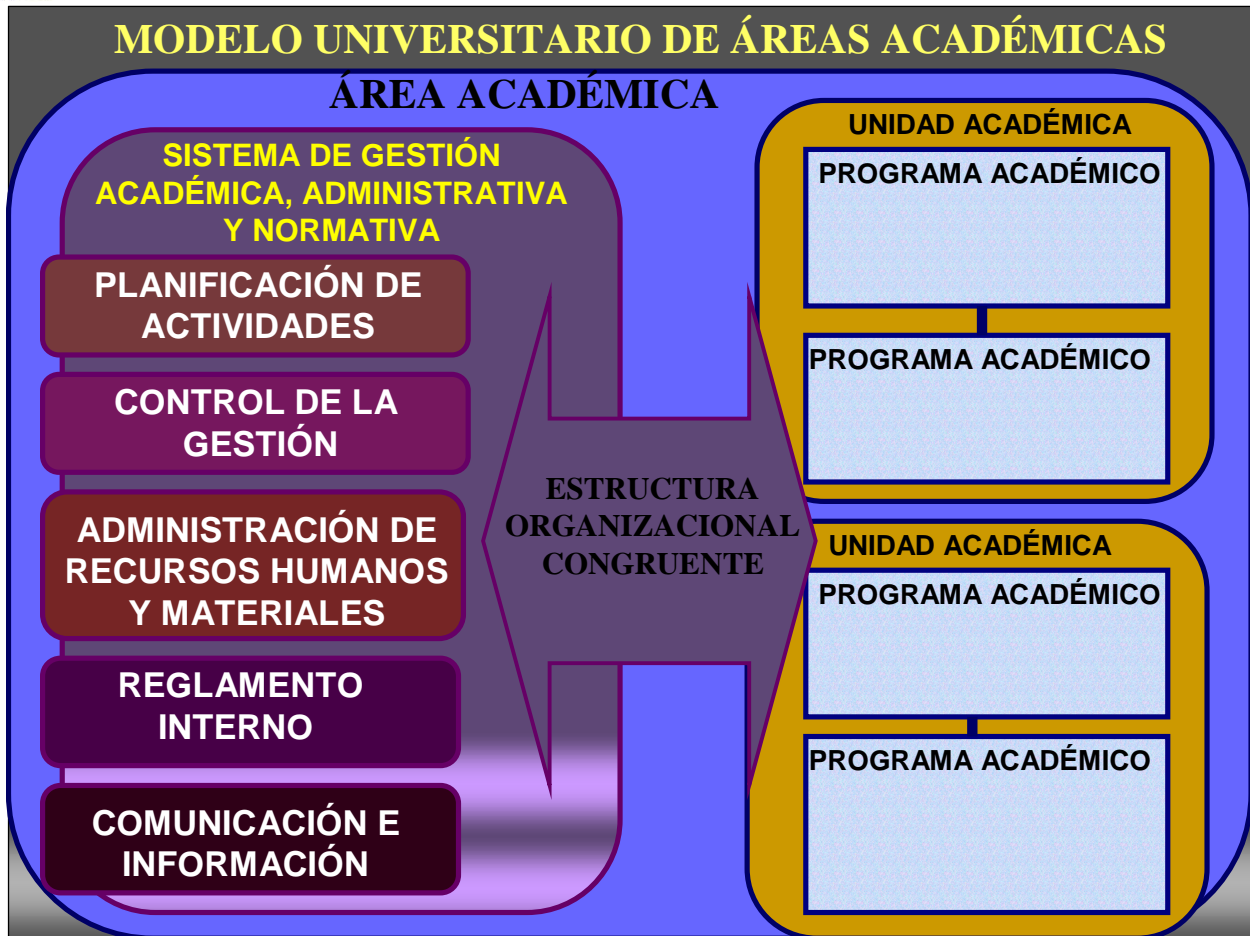 MODELO UNIVERSITARIO DE ÁREAS ACADÉMICAS
ÁREA ACADÉMICA
SISTEMA DE GESTIÓN
ACADÉMICA, ADMINISTRATIVA
Y NORMATIVA
PLANIFICACIÓN DE
ACTIVIDADES
CONTROL DE LA
GESTIÓN
ADMINISTRACIÓN DE
RECURSOS HUMANOS
Y MATERIALES
REGLAMENTO
INTERNO
COMUNICACIÓN E
INFORMACIÓN
ESTRUCTURA
ORGANIZACIONAL
CONGRUENTE
UNIDAD ACADÉMICA
PROGRAMA ACADÉMICO
PROGRAMA ACADÉMICO
UNIDAD ACADÉMICA
PROGRAMA ACADÉMICO
PROGRAMA ACADÉMICO